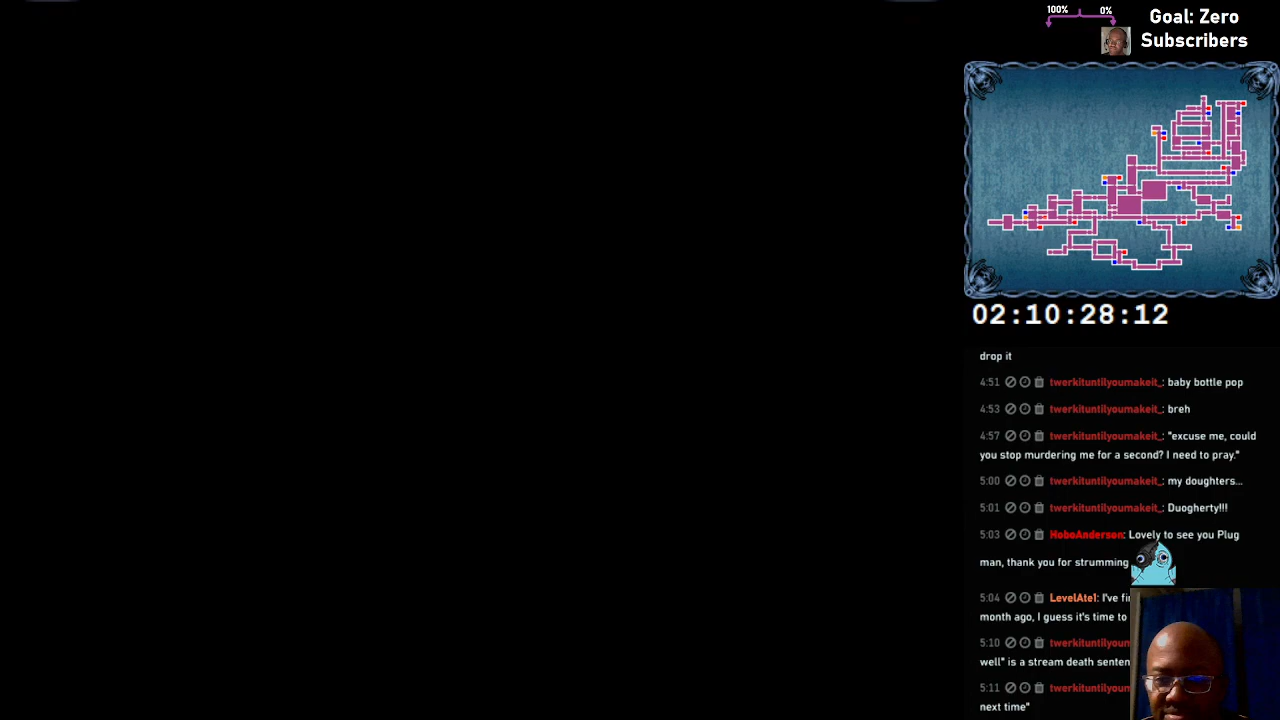 100% 0%
Goal: Zero
Subscribers
02:10:28:12
drop it
4:51 twerkituntilyoumakeit_: baby bottle pop
4:53 twerkituntilyoumakeit_: breh
4:57 twerkituntilyoumakeit_: "excuse me, could
you stop murdering me for a second? I need to pray."
5:00 twerkituntilyoumakeit_: my doughters...
5:01 twerkituntilyoumakeit_: Duogherty!!!
5:03 HoboAnderson: Lovely to see you Plug
man, thank you for strumming
5:04 LevelAte1: I've
month ago, I guess it's time to
5:10 twerkituntilyoum
well" is a stream death
5:11 twerkituntilyoum
next time"